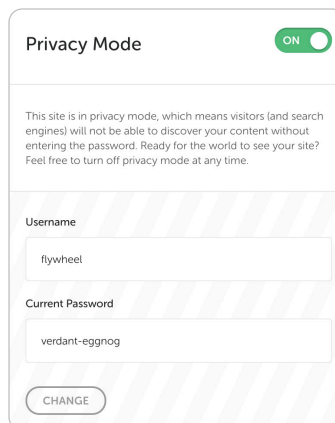 Privacy Mode
ON
This site is in privacy mode, which means visitors (and search
engines) will not be able to discover your content without
entering the password. Ready for the world to see your site?
Feel free to turn off privacy mode at any time.
Username
flywheel
Current Password
verdant-eggnog
CHANGE